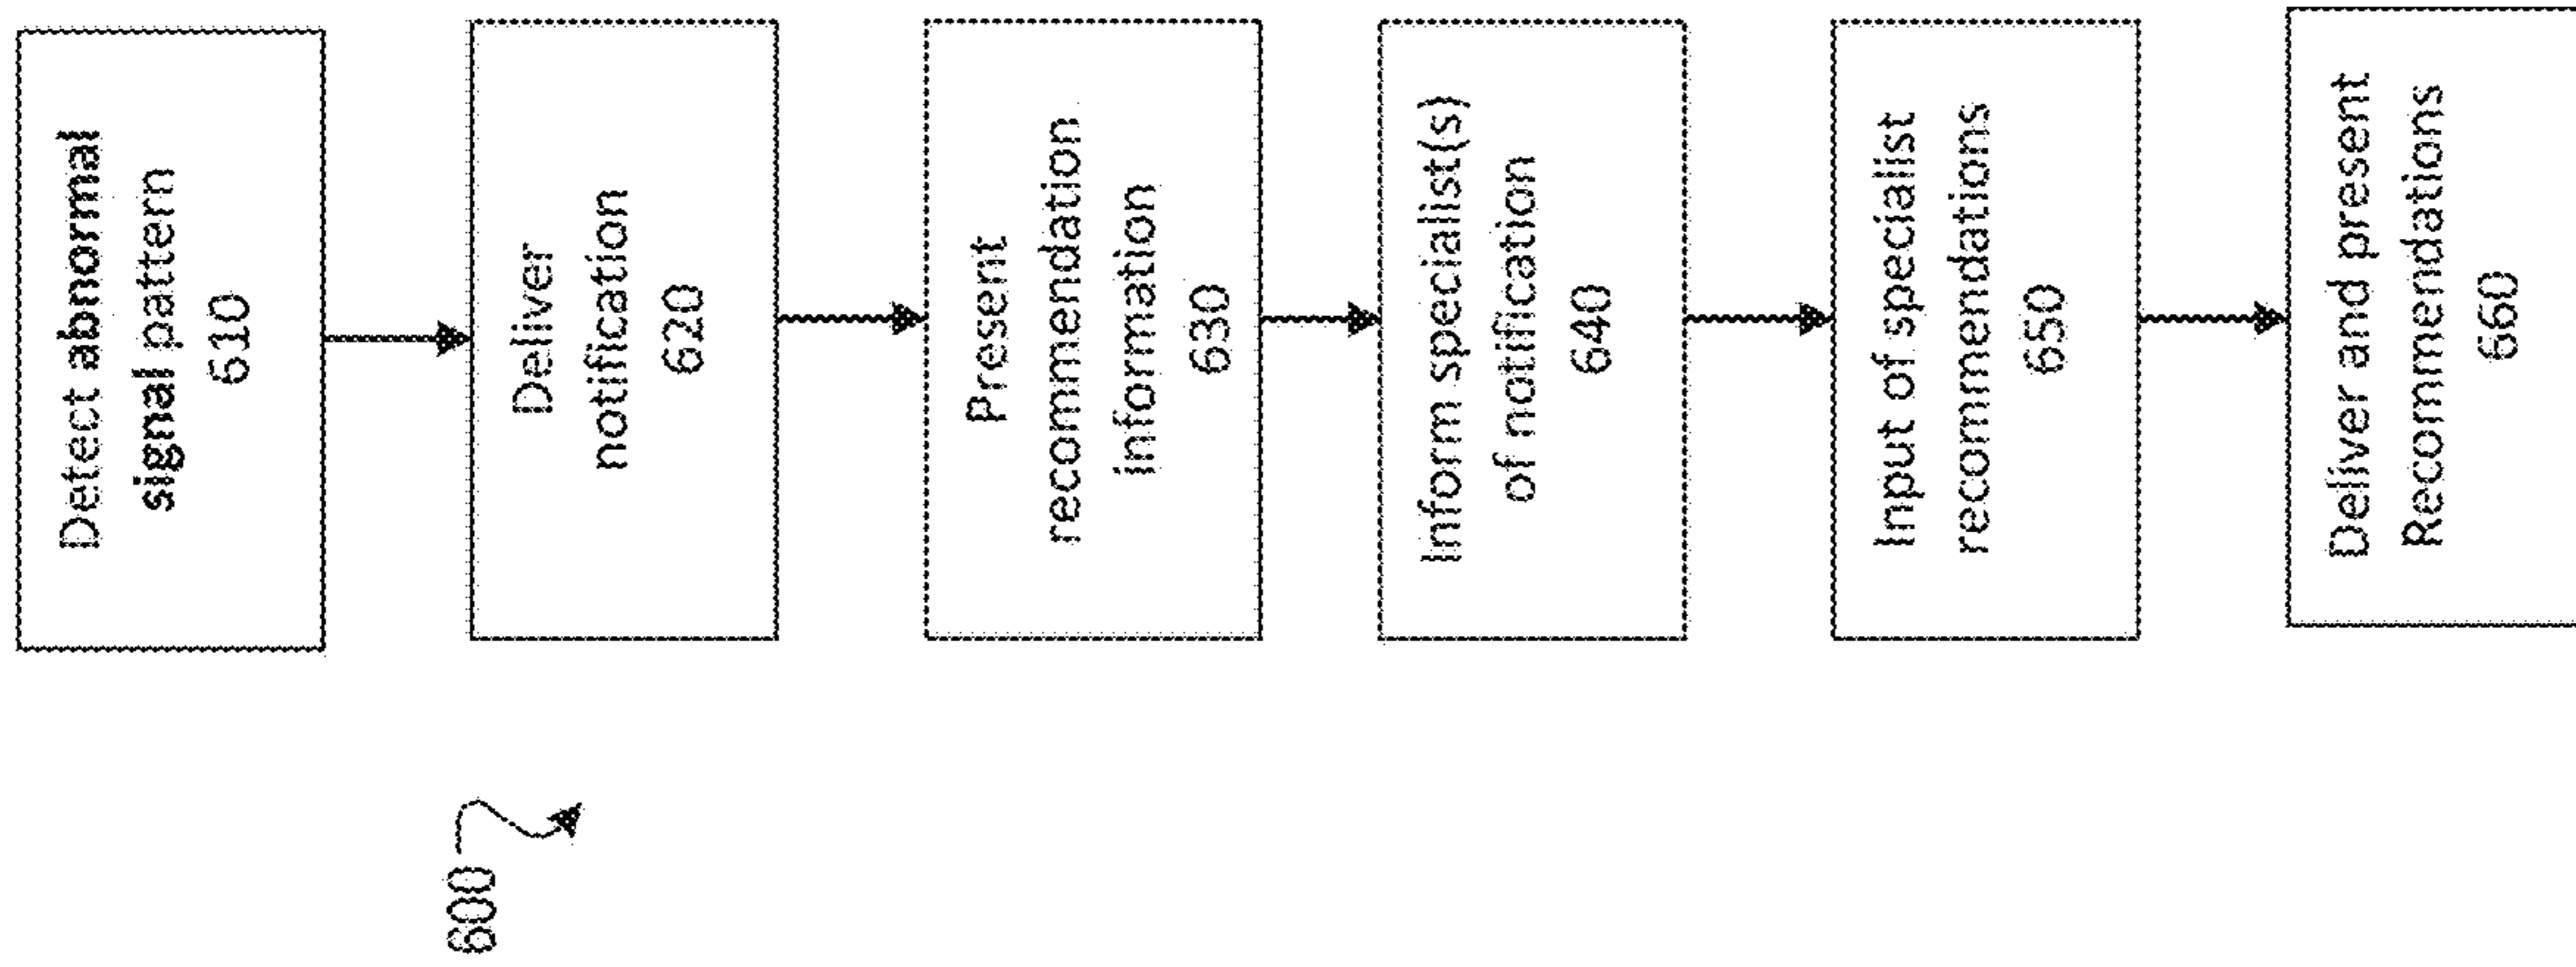 Detect abnormal
signal pattern
610
Deliver
notification
620
Present
recommendation
information
630
Inform specialist(s)
of notification
640
Input of specialist
recommendations
650
Deliver and present
Recommendations
660
600